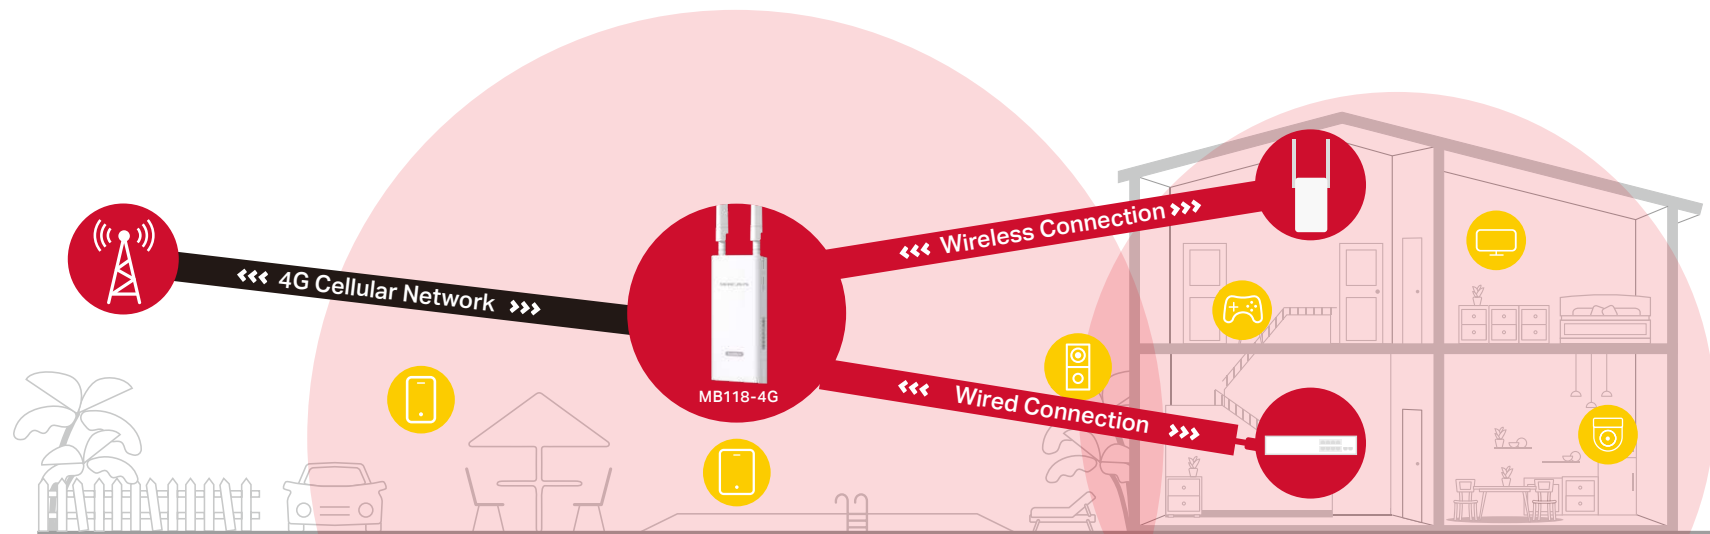 4G Cellular Network
Wireless Connection
MB118-4G
Wired Connection